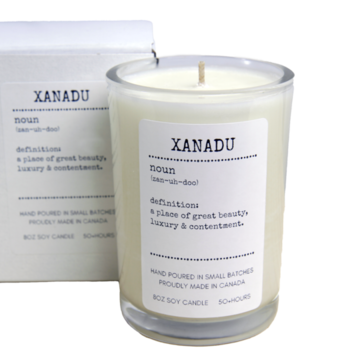 XANADU
noun
(zan-uh-doo)
definition:
a place of great beauty,
luxury & contentment.
HAND POURED IN SMALL BATCHES
PROUDLY MADE IN CANADA
8OZ SOY CANDLE 50+HOURS
XANADU
noun
(zan-uh-doo)
definition:
a place of great beauty,
luxury & contentment.
HAND POURED IN SMALL BATCHES
PROUDLY MADE IN CANADA
8OZ SOY CANDLE 50+HOURS